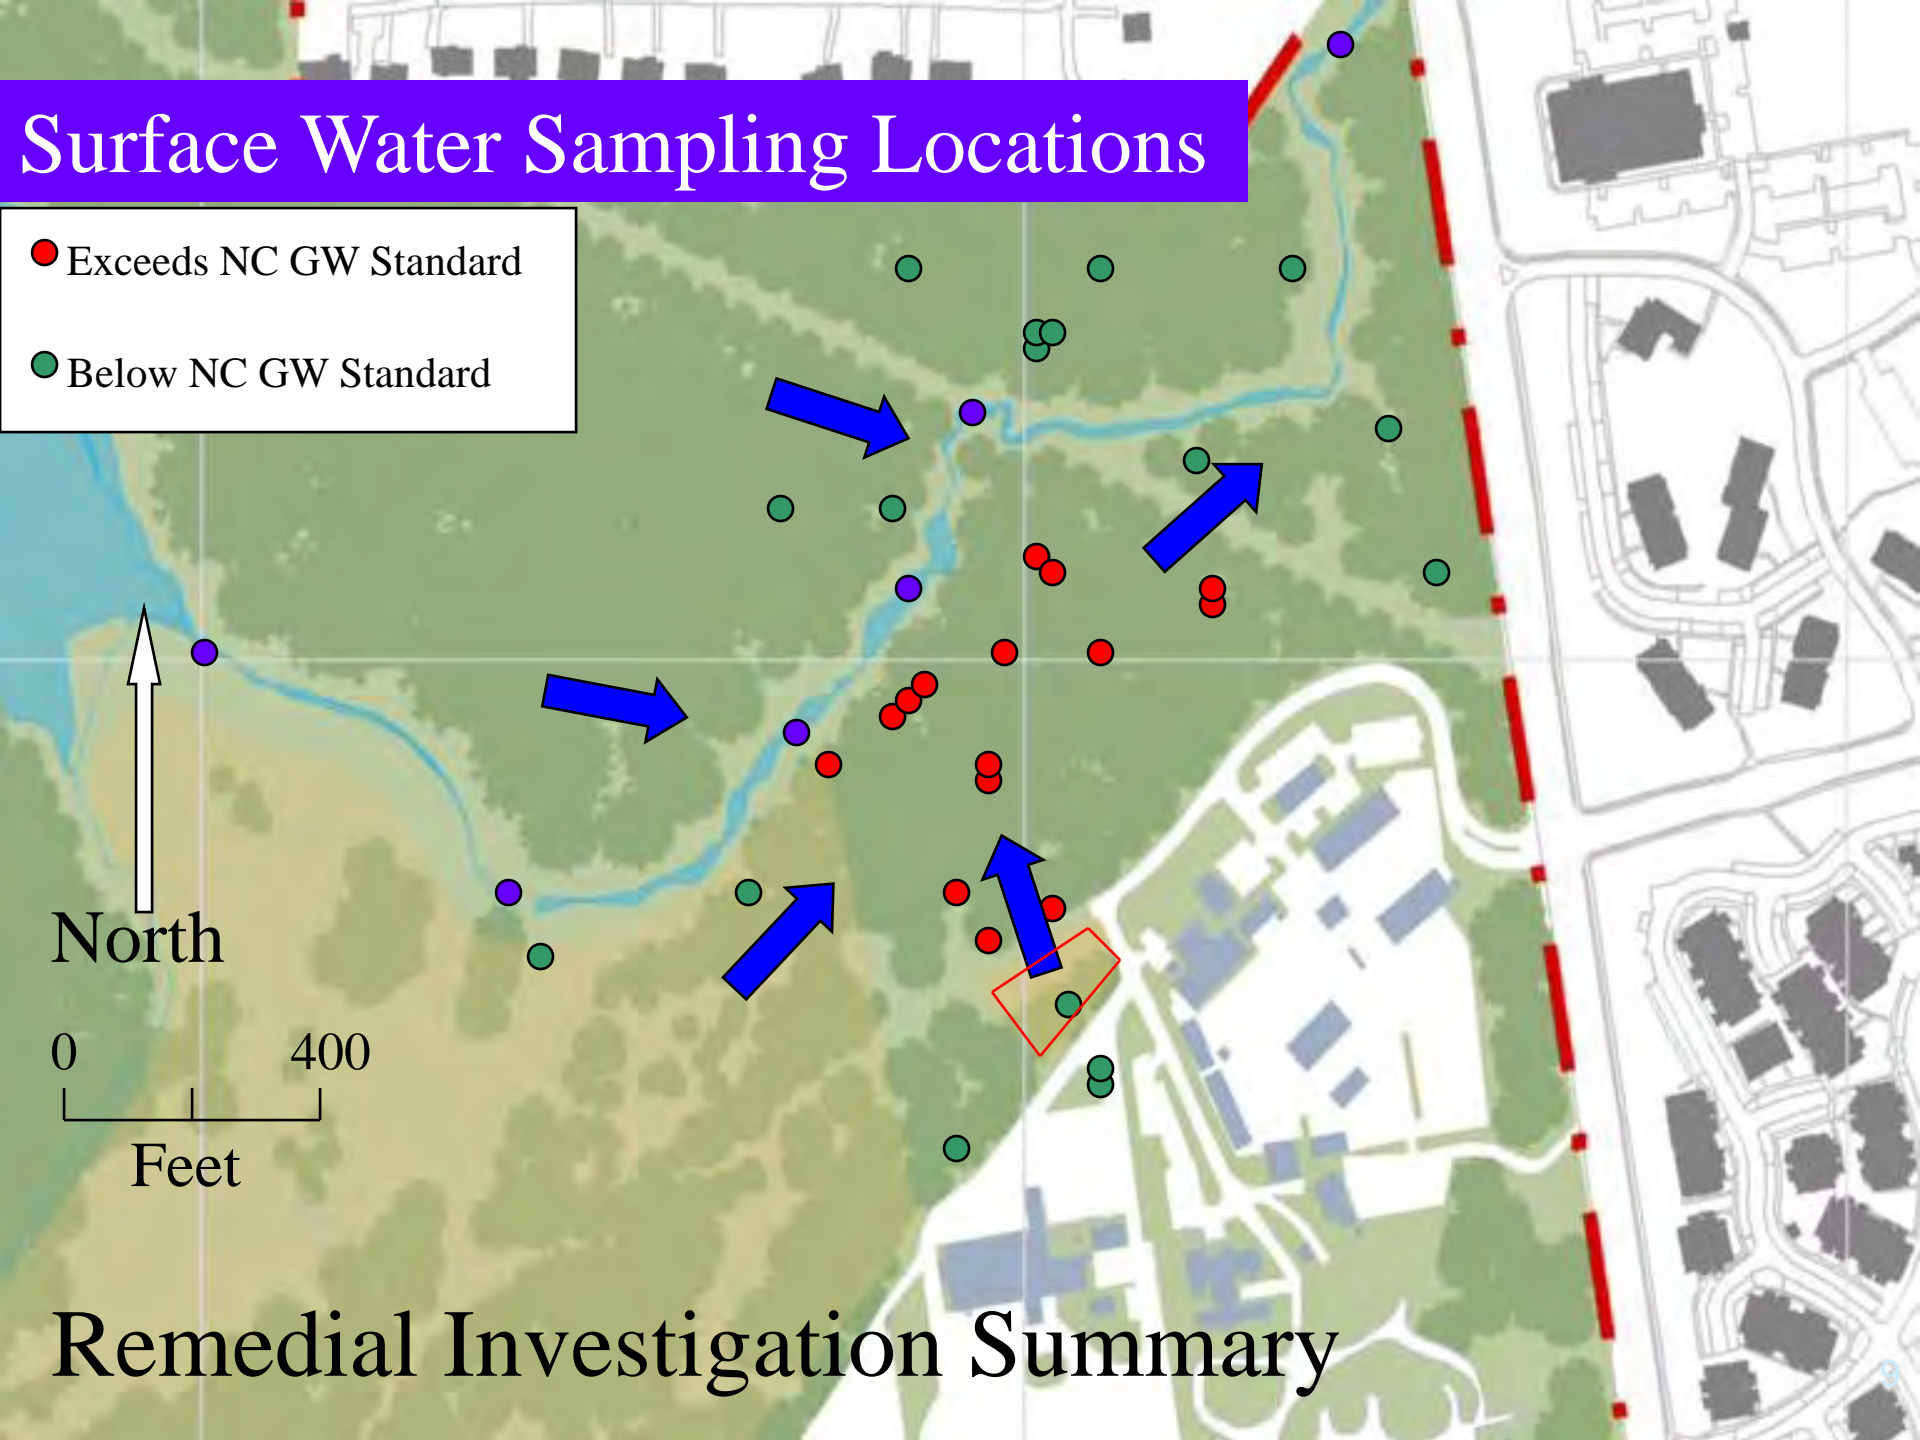 Surface Water Sampling Locations
Exceeds NC GW Standard
Below NC GW Standard
North
0 400
Feet
Remedial Investigation Summary
9